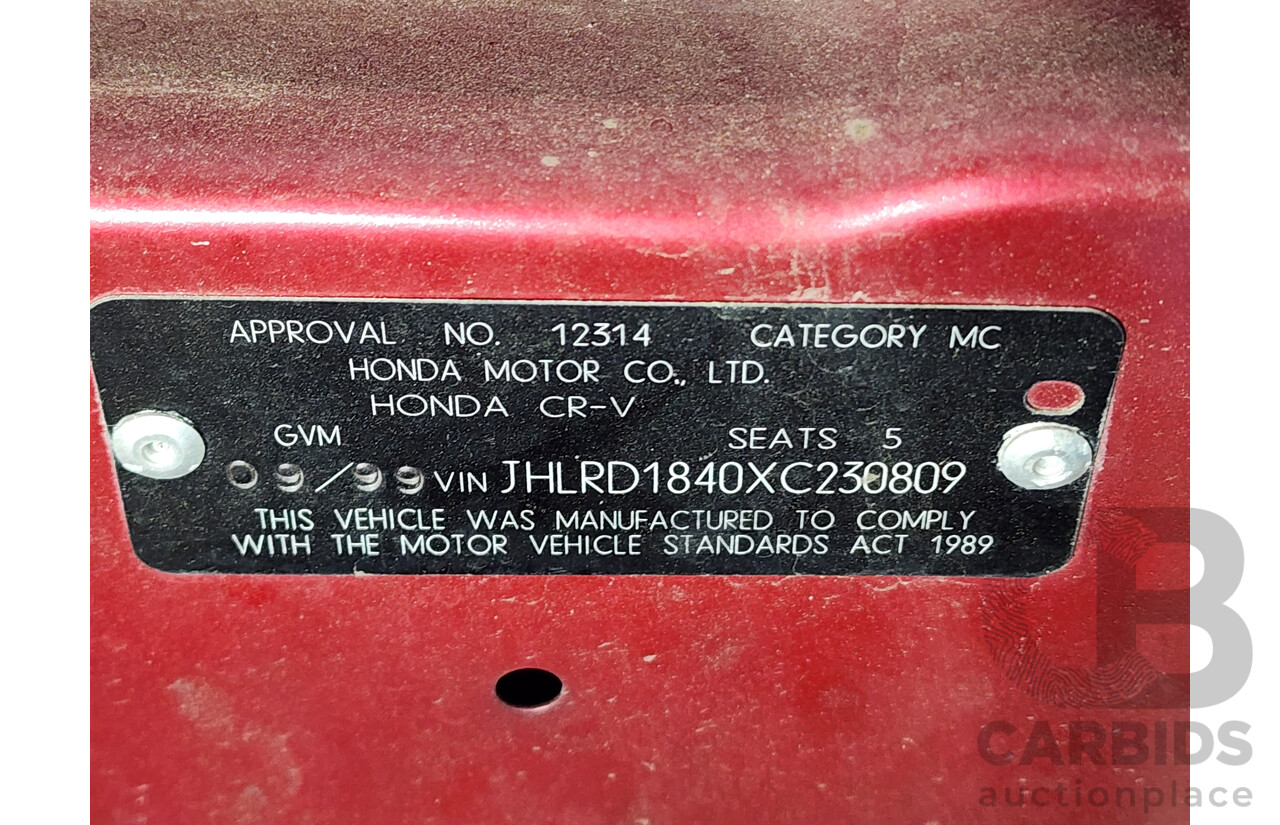 APPROVAL NO. 12314 CATEGORY MC
HONDA MOTOR CO., LTD.
HONDA CR-V
GVM SEATS 5
09/99 VIN JHLRD1840XC230809
THIS VEHICLE WAS MANUFACTURED TO COMPLY
WITH THE MOTOR VEHICLE STANDARDS ACT 1989
CARBIDS
auctionplace